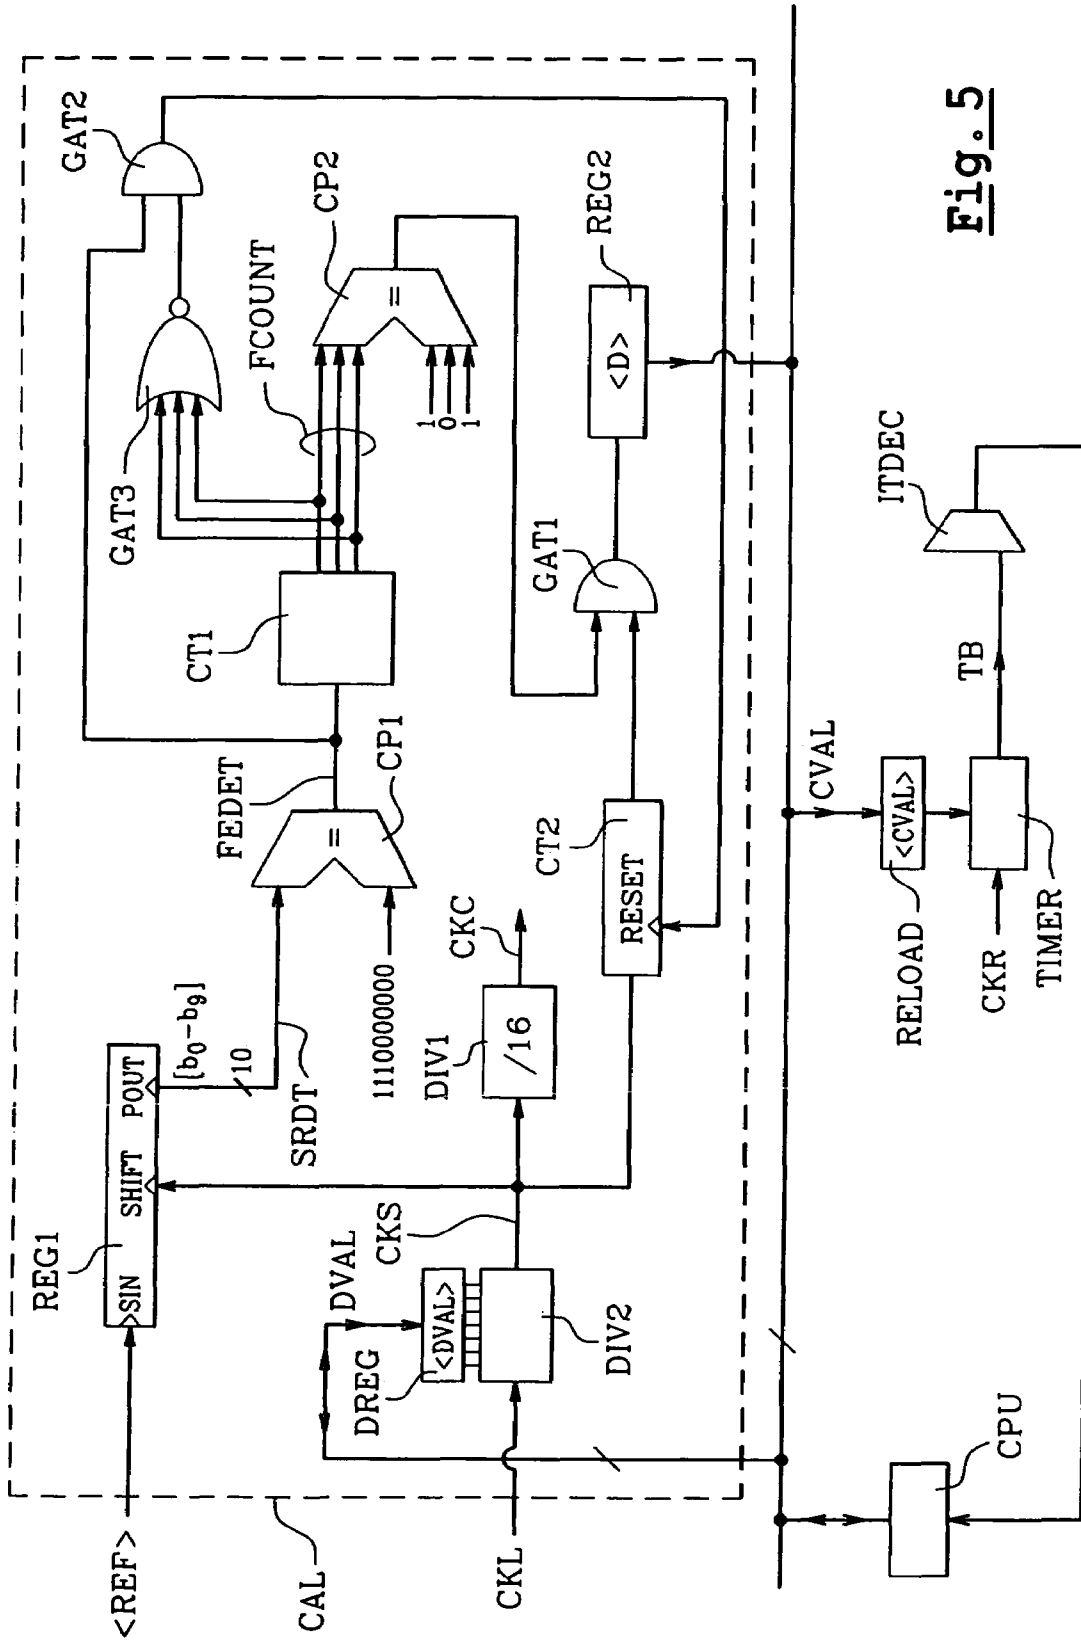 <REF>
REG1
SIN
SHIFT
POUT
[b0-b9]
10
SRDT
FEDET
CP1
=
1110000000
CT1
GAT3
GAT2
FCOUNT
CP2
=
1
0
1
DVAL
DREG
<DVAL>
CKS
DIV2
CKL
CAL
DIV1
/16
CKC
CT2
RESET
GAT1
REG2
<D>
CPU
CVAL
RELOAD
<CVAL>
CKR
TIMER
TB
ITDEC
Fig. 5